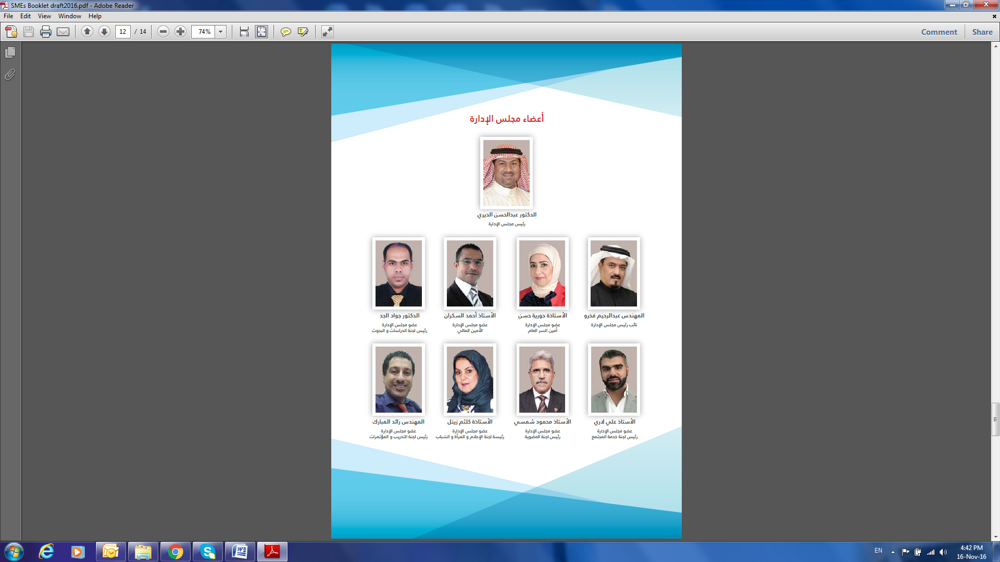 SMEs Booklet draft2016.pdf - Adobe Reader
File Edit View Window Help
12 / 14 74% Comment Share
أعضاء مجلس الإدارة
الدكتور عبدالحسن الديري
رئيس مجلس الإدارة
المهندس عبدالرحيم فخرو
نائب رئيس مجلس الإدارة
الأستاذة حورية حسن
عضو مجلس الإدارة
أمين السر العام
الأستاذ أحمد السكران
عضو مجلس الإدارة
الأمين المالي
الدكتور جواد الجد
عضو مجلس الإدارة
رئيس لجنة الدراسات و البحوث
الأستاذ علي لاري
عضو مجلس الإدارة
رئيس لجنة خدمة المجتمع
الأستاذ محمود شمسي
عضو مجلس الإدارة
رئيس لجنة العضوية
الأستاذة كلثم زينل
عضو مجلس الإدارة
رئيسة لجنة الإعلام و المرأة و الشباب
المهندس رائد المبارك
عضو مجلس الإدارة
رئيس لجنة التدريب و المؤتمرات
EN
4:42 PM
16-Nov-16